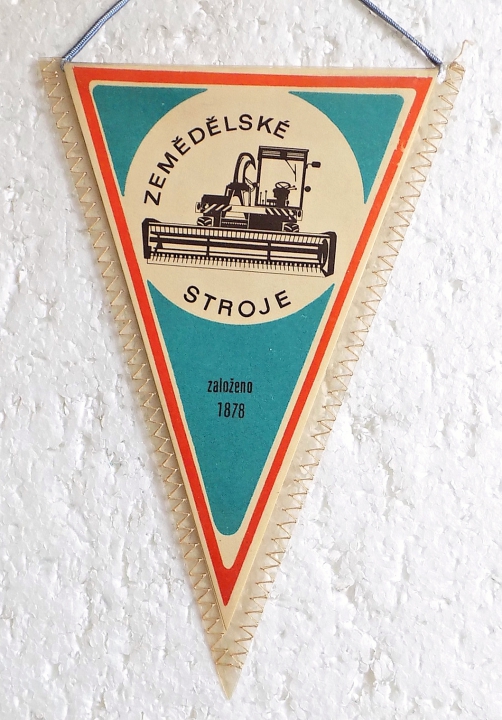 ZEMĚDĚLSKÉ
STROJE
založeno
1878